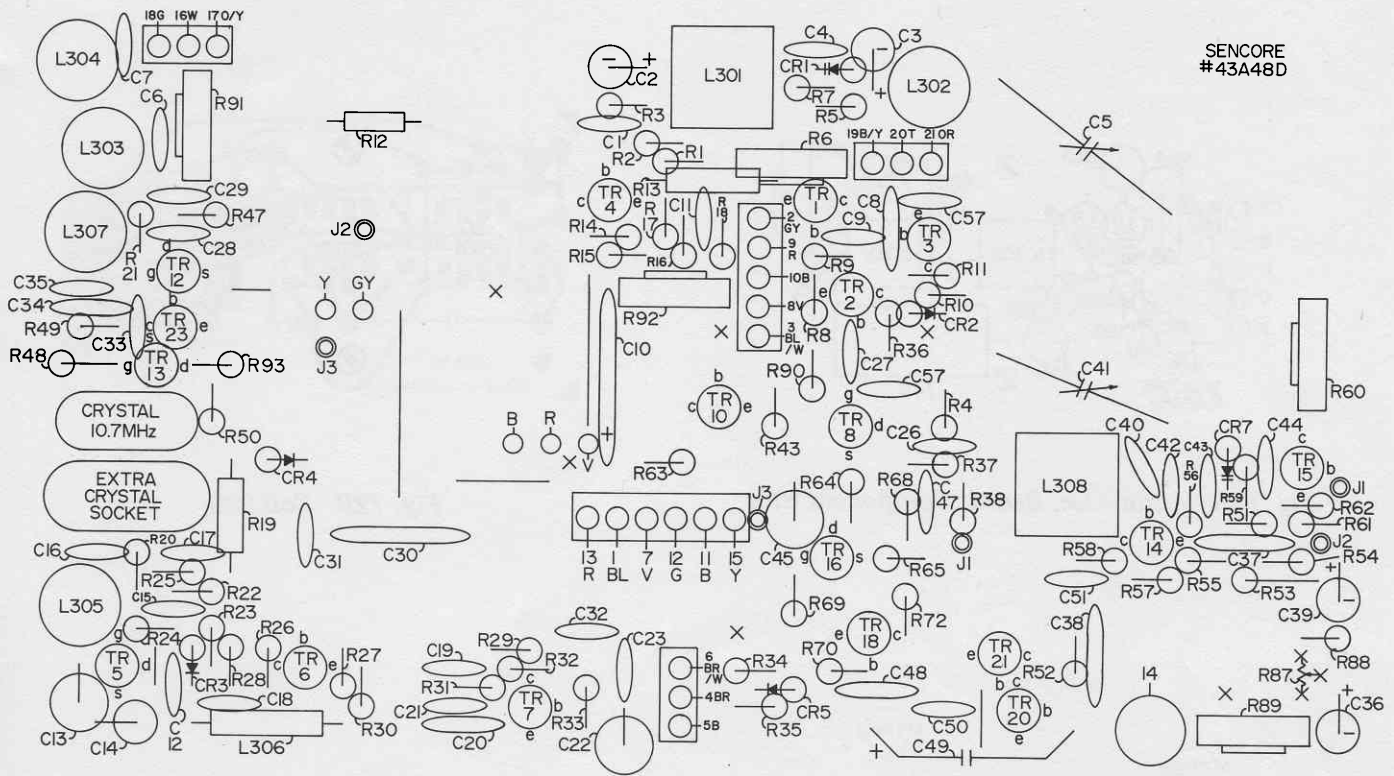 18G 16W 17O/Y
L304
C7
C6
R91
L303
R12
C2
- +
L301
C4
C3
CR1
L302
R7
R5
+
-
SENCORE
#43A48D
R3
C1
R2
R1
R6
19B/Y 20T 21OR
C5
C29
R47
L307
C28
J2
b
TR
4
c e
R13
R
17
C11
R
18
R14
R15
R16
TR
1
e c
b
C8
C9
C57
e
TR
3
b
c
2
GY
9
R
10B
8V
3
BL
/W
R
21
d
TR
12
g s
C35
C34
R49
C33
b
TR
23
c e
s
TR
13
g d
R48
R93
Y GY
J3
R92
C10
R9
TR
2
e c
b
R8
R11
R10
CR2
R36
C27
R90
C57
C41
R60
CRYSTAL
10.7MHz
R50
CR4
B R V
+
b
TR
10
c e
R43
g
TR
8
d
s
R4
C26
R37
EXTRA
CRYSTAL
SOCKET
R19
R63
R64
R68
C
47
R38
L308
C40
C42
C43
CR7
C44
R
56
R59
c
TR
15
b
e
J1
R62
R51
R61
J2
C16
R20
C17
C31
C30
J3
C45
13 1 7 12 11 15
R BL V G B Y
d
TR
16
g s
R65
J1
b
TR
14
c e
R58
C37
R54
R57
R55
R53
C51
+
-
C39
R25
R22
C15
L305
R23
R24
R26
g
TR
5
d
s
CR3
R28
b
TR
6
c e
R27
R30
C18
L306
C13
C14
C
12
C32
R29
R32
C19
R31
C21
C20
c
TR
7
b
e
R33
C23
C22
6
BR
/W
4BR
5B
R69
R72
TR
18
e c
b
R34
R70
CR5
R35
C48
C50
C49
+
TR
21
e c
b
c
TR
20
b
e
R52
C38
R88
R87
14
R89
+
-
C36